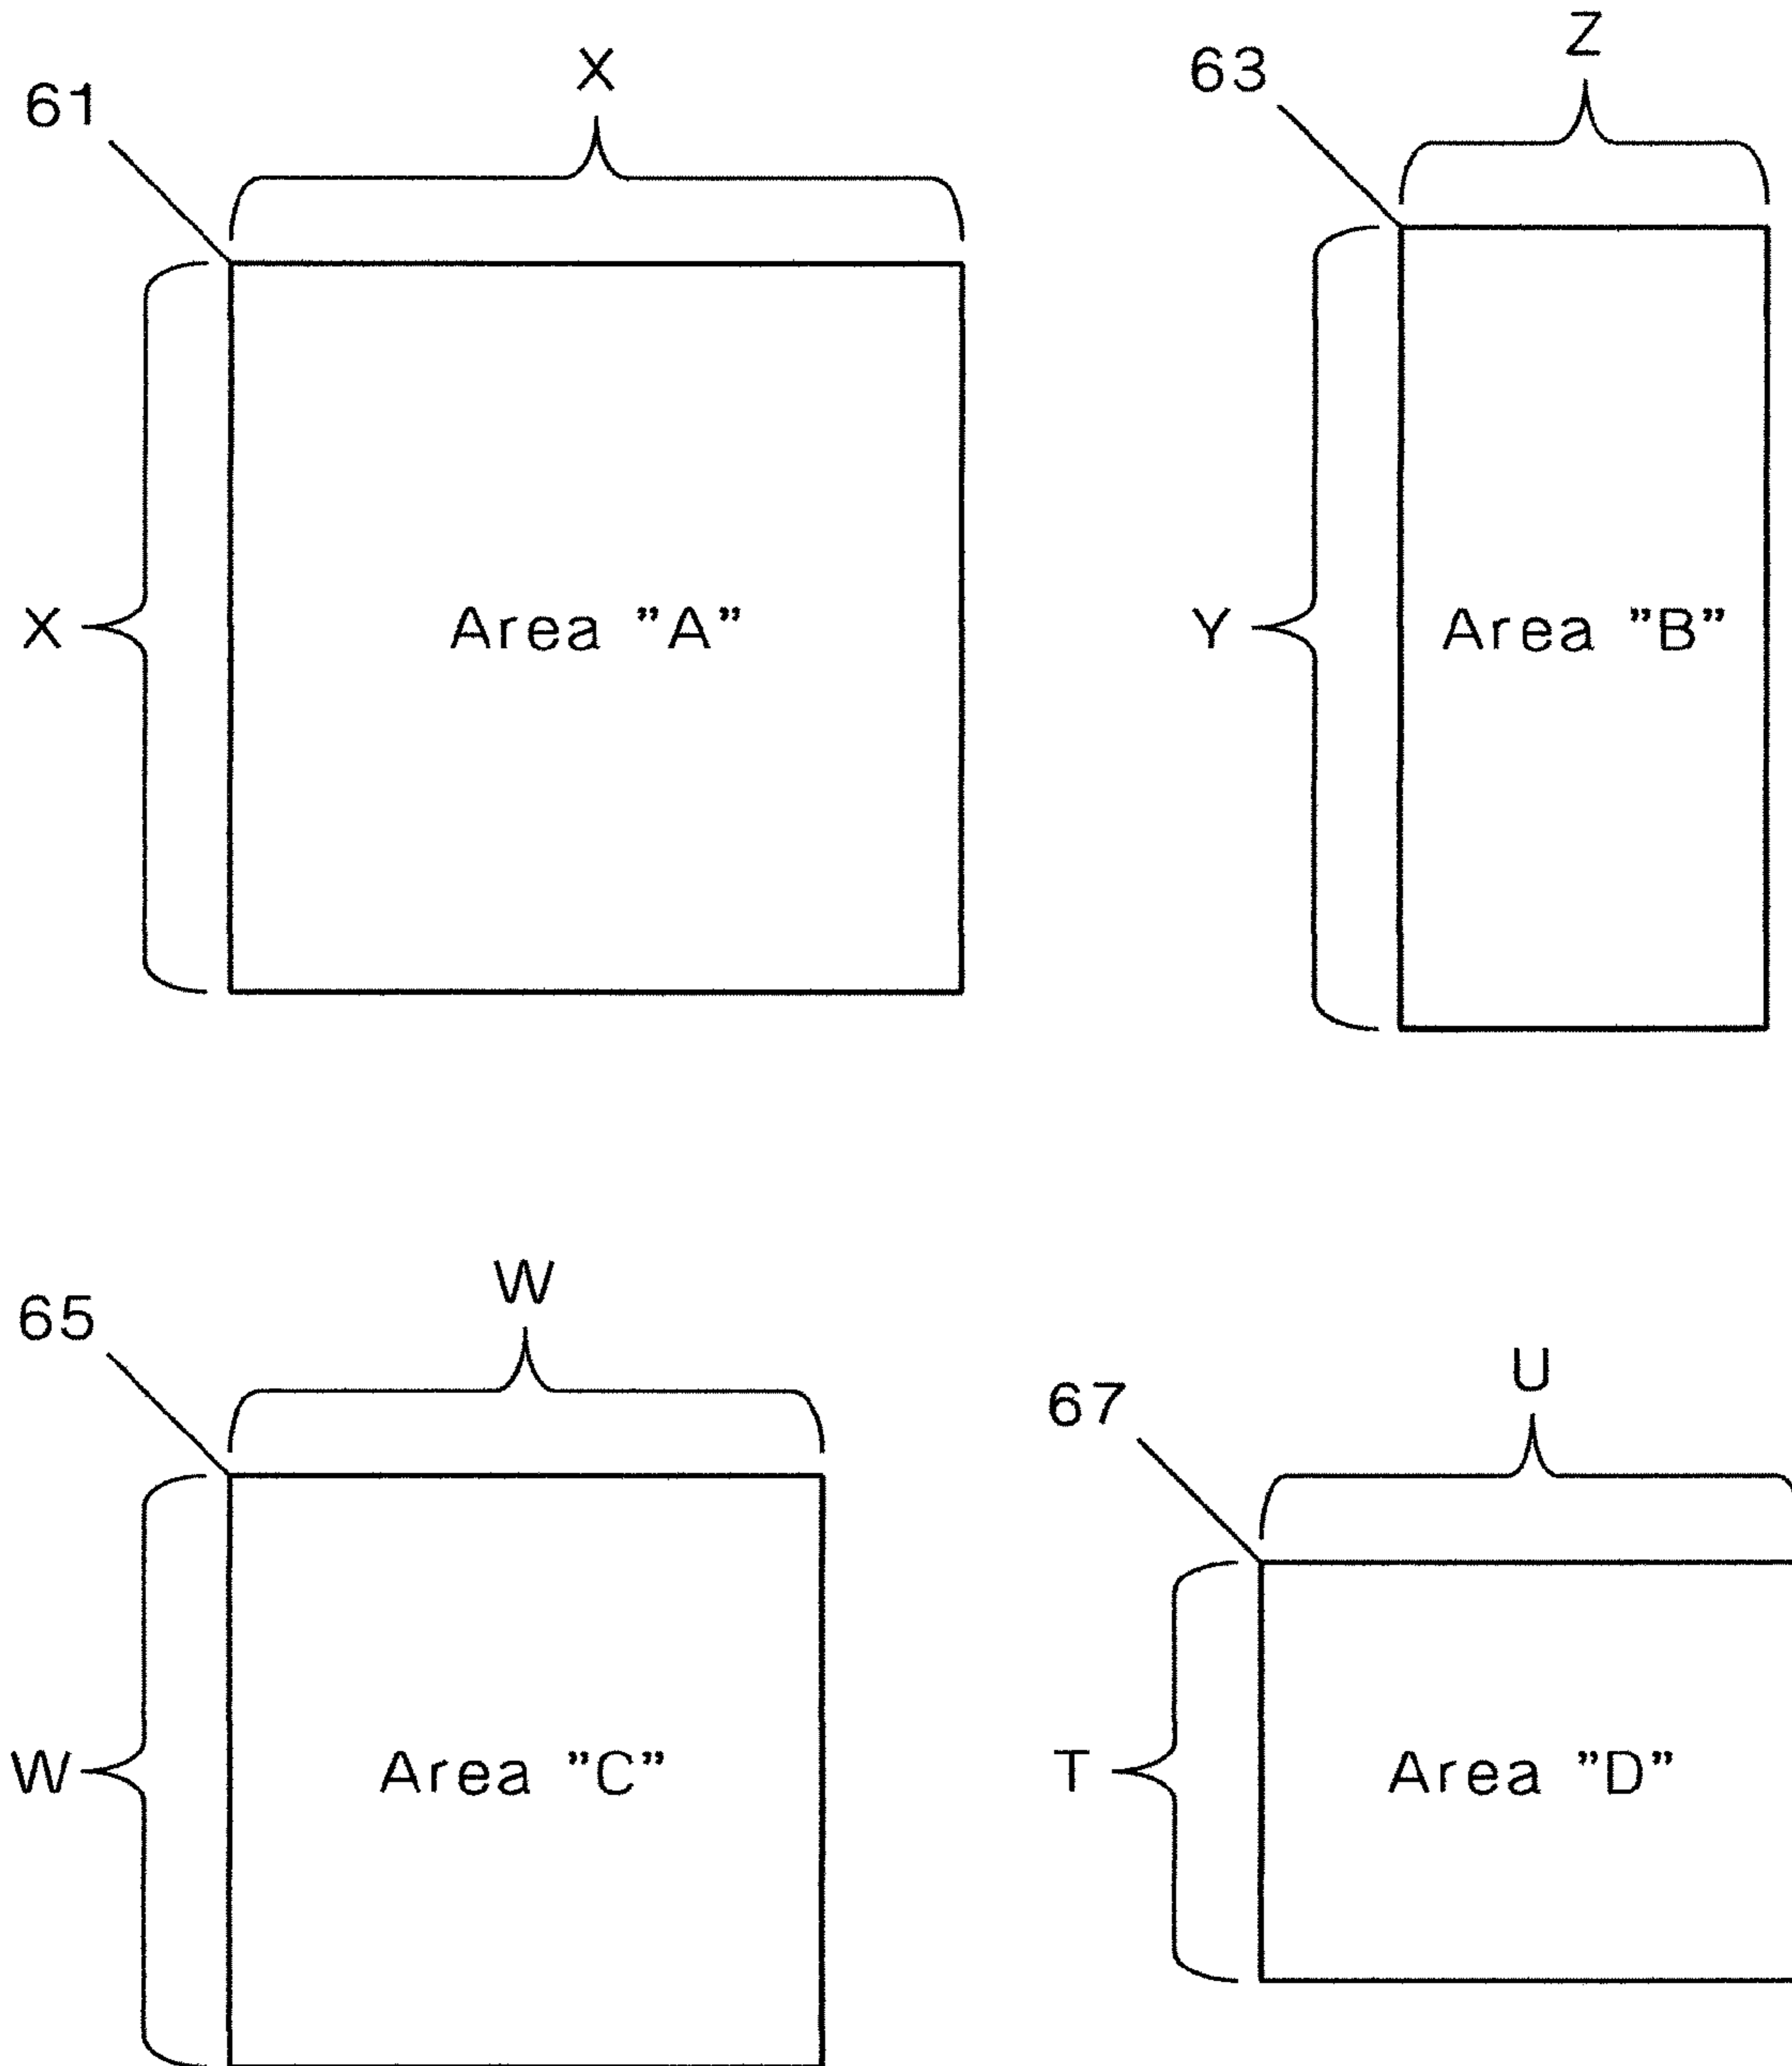 X
61
X
Area "A"
Z
63
Y
Area "B"
W
65
W
Area "C"
U
67
T
Area "D"